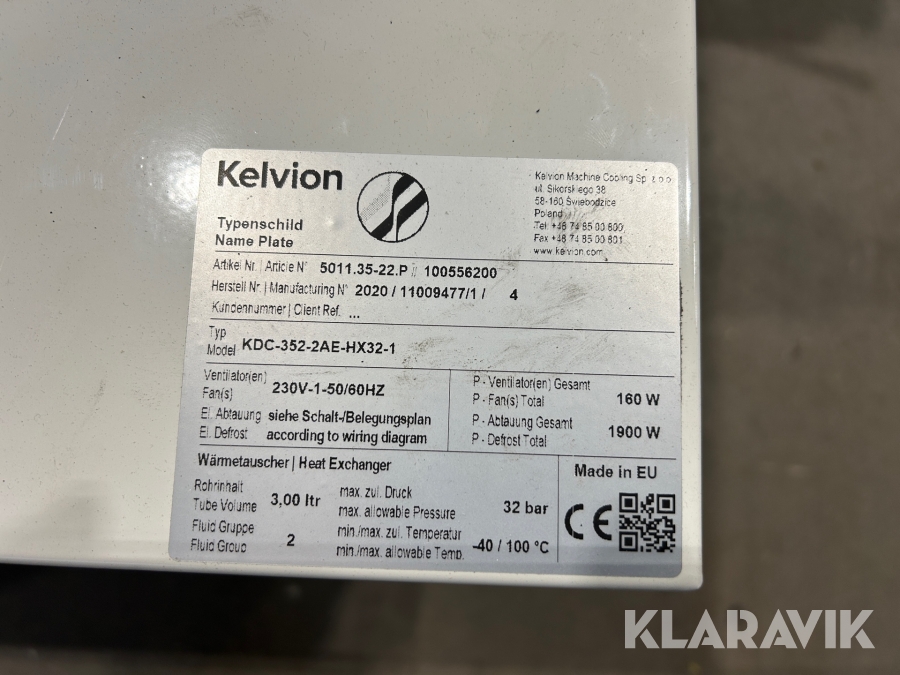 Kelvion
Kelvion Machine Cooling Sp. z o.o
ul. Sikorskiego 38
58-160 Świebodzice
Poland
Tel. +48 74 85 00 800
Fax +48 74 85 00 801
www.kelvion.com
Typenschild
Name Plate
Artikel Nr. | Article N° 5011.35-22.P // 100556200
Herstell Nr. | Manufacturing N° 2020 / 11009477/1 / 4
Kundennummer | Client Ref. ...
Typ
Model KDC-352-2AE-HX32-1
Ventilator(en)
Fan(s) 230V-1-50/60HZ
P - Ventilator(en) Gesamt
P - Fan(s) Total 160 W
El. Abtauung siehe Schalt-/Belegungsplan
El. Defrost according to wiring diagram
P - Abtauung Gesamt
P - Defrost Total 1900 W
Wärmetauscher | Heat Exchanger
Rohrinhalt
Tube Volume 3,00 ltr
max. zul. Druck
max. allowable Pressure 32 bar
Fluid Gruppe
Fluid Group 2
min./max. zul. Temperatur
min./max. allowable Temp. -40 / 100 °C
Made in EU
CE
KLARAVIK